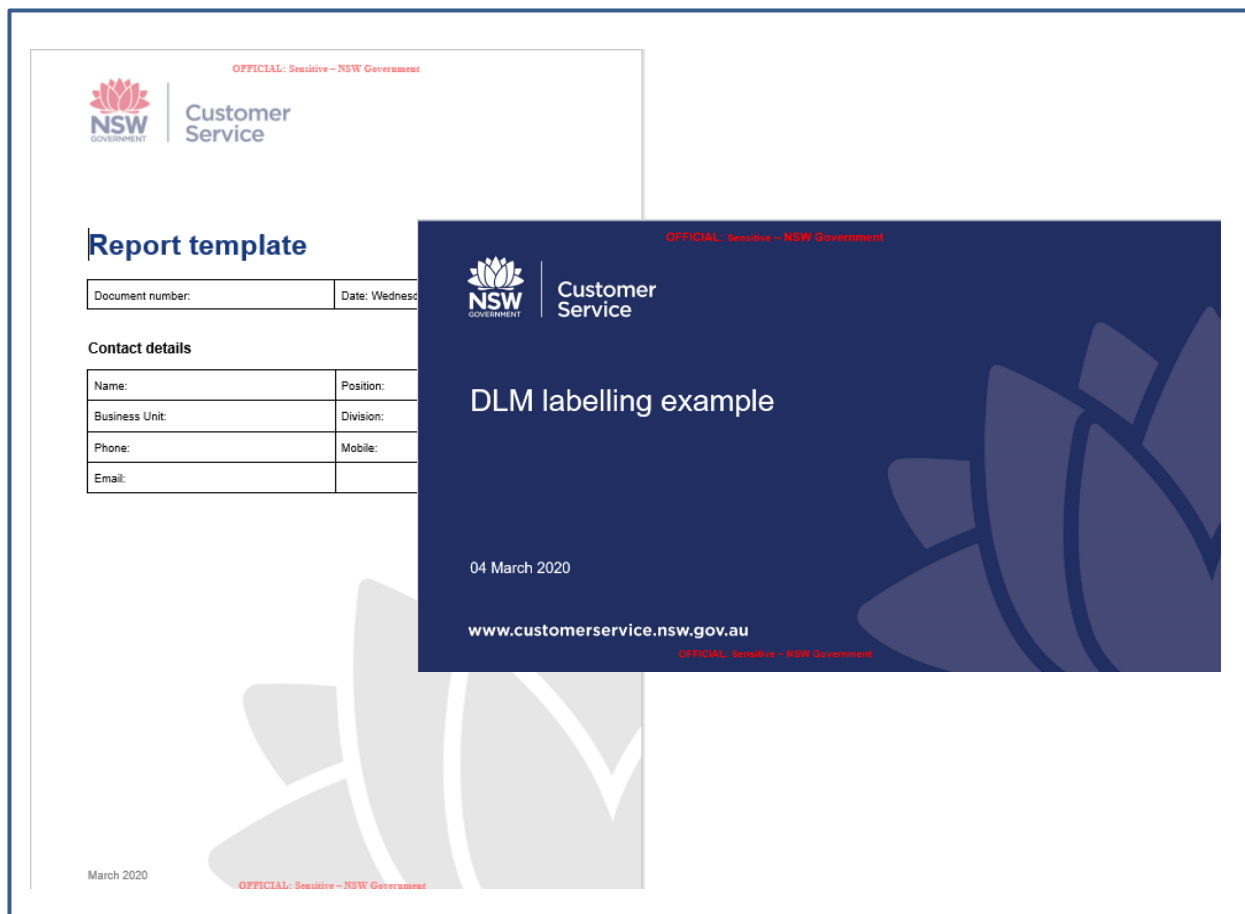 OFFICIAL: Sensitive – NSW Government
NSW
GOVERNMENT
Customer
Service
Report template
Document number:
Date:
Contact details
Name:
Position:
Business Unit:
Division:
Phone:
Mobile:
Email:
March 2020
OFFICIAL: Sensitive – NSW Government
OFFICIAL: Sensitive – NSW Government
NSW
GOVERNMENT
Customer
Service
DLM labelling example
04 March 2020
www.customerservice.nsw.gov.au
OFFICIAL: Sensitive – NSW Government